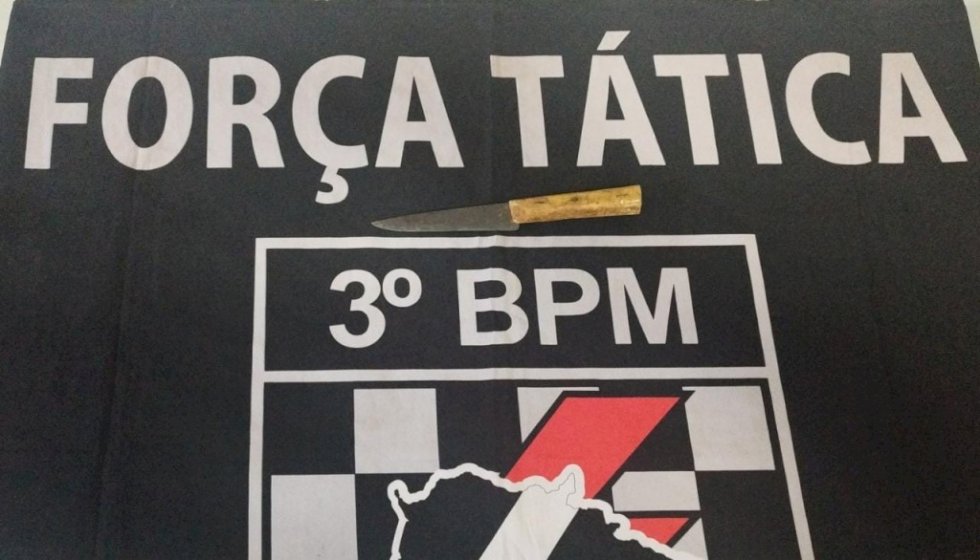 FORÇA TÁTICA
3º BPM